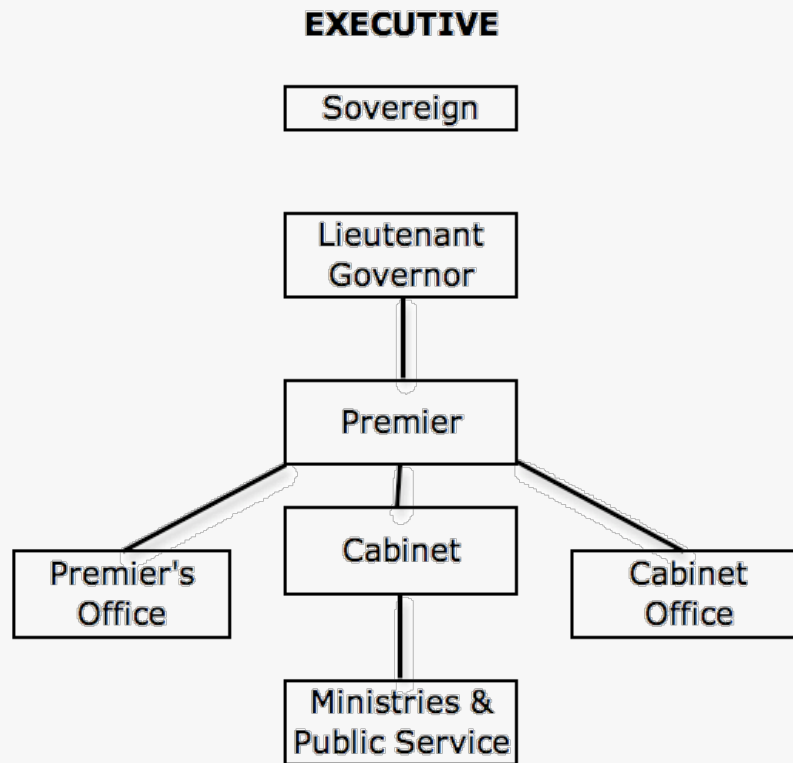 EXECUTIVE
Sovereign
Lieutenant
Governor
Premier
Premier's
Office
Cabinet
Cabinet
Office
Ministries &
Public Service